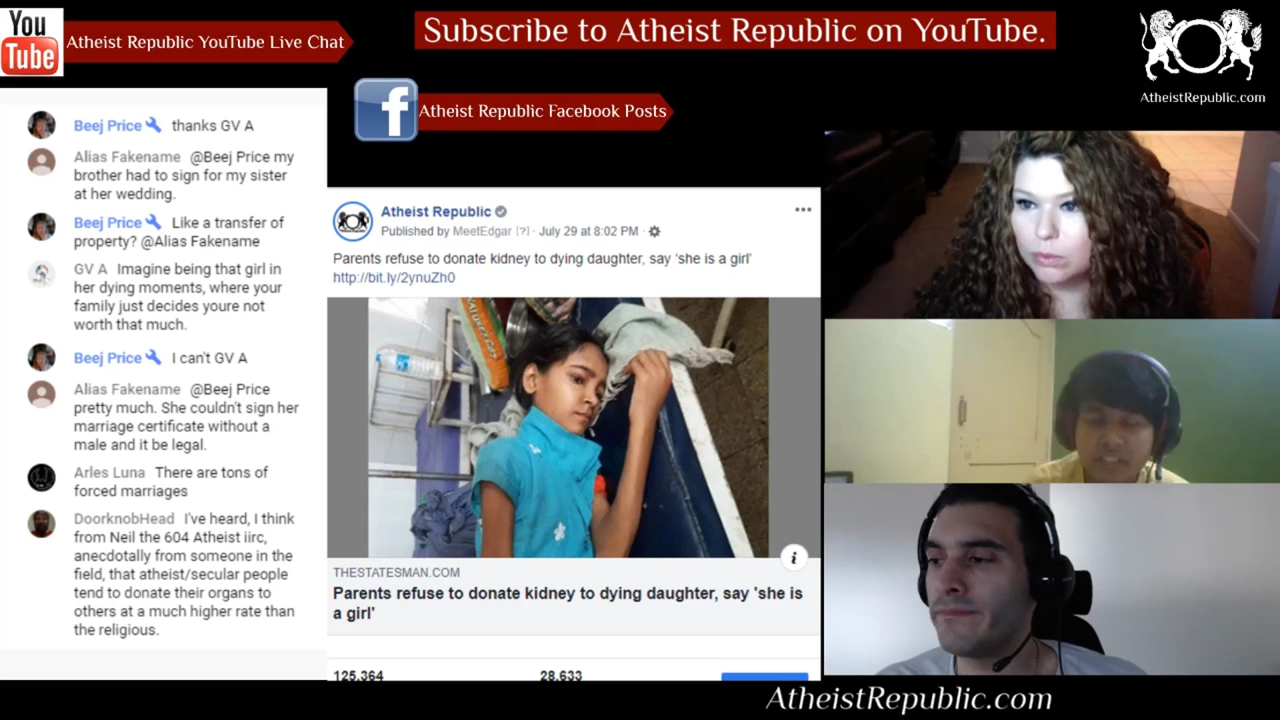 You
Tube
Atheist Republic YouTube Live Chat
Subscribe to Atheist Republic on YouTube.
AtheistRepublic.com
f
Atheist Republic Facebook Posts
Beej Price thanks GV A
Alias Fakename @Beej Price my
brother had to sign for my sister
at her wedding.
Beej Price Like a transfer of
property? @Alias Fakename
GV A Imagine being that girl in
her dying moments, where your
family just decides youre not
worth that much.
Beej Price I can't GV A
Alias Fakename @Beej Price
pretty much. She couldn't sign her
marriage certificate without a
male and it be legal.
Arles Luna There are tons of
forced marriages
DoorknobHead I've heard, I think
from Neil the 604 Atheist iirc,
anecdotally from someone in the
field, that atheist/secular people
tend to donate their organs to
others at a much higher rate than
the religious.
Atheist Republic
Published by MeetEdgar [?] · July 29 at 8:02 PM ·
Parents refuse to donate kidney to dying daughter, say 'she is a girl'
http://bit.ly/2ynuZh0
i
THESTATESMAN.COM
Parents refuse to donate kidney to dying daughter, say 'she is
a girl'
125,364 28,633
AtheistRepublic.com